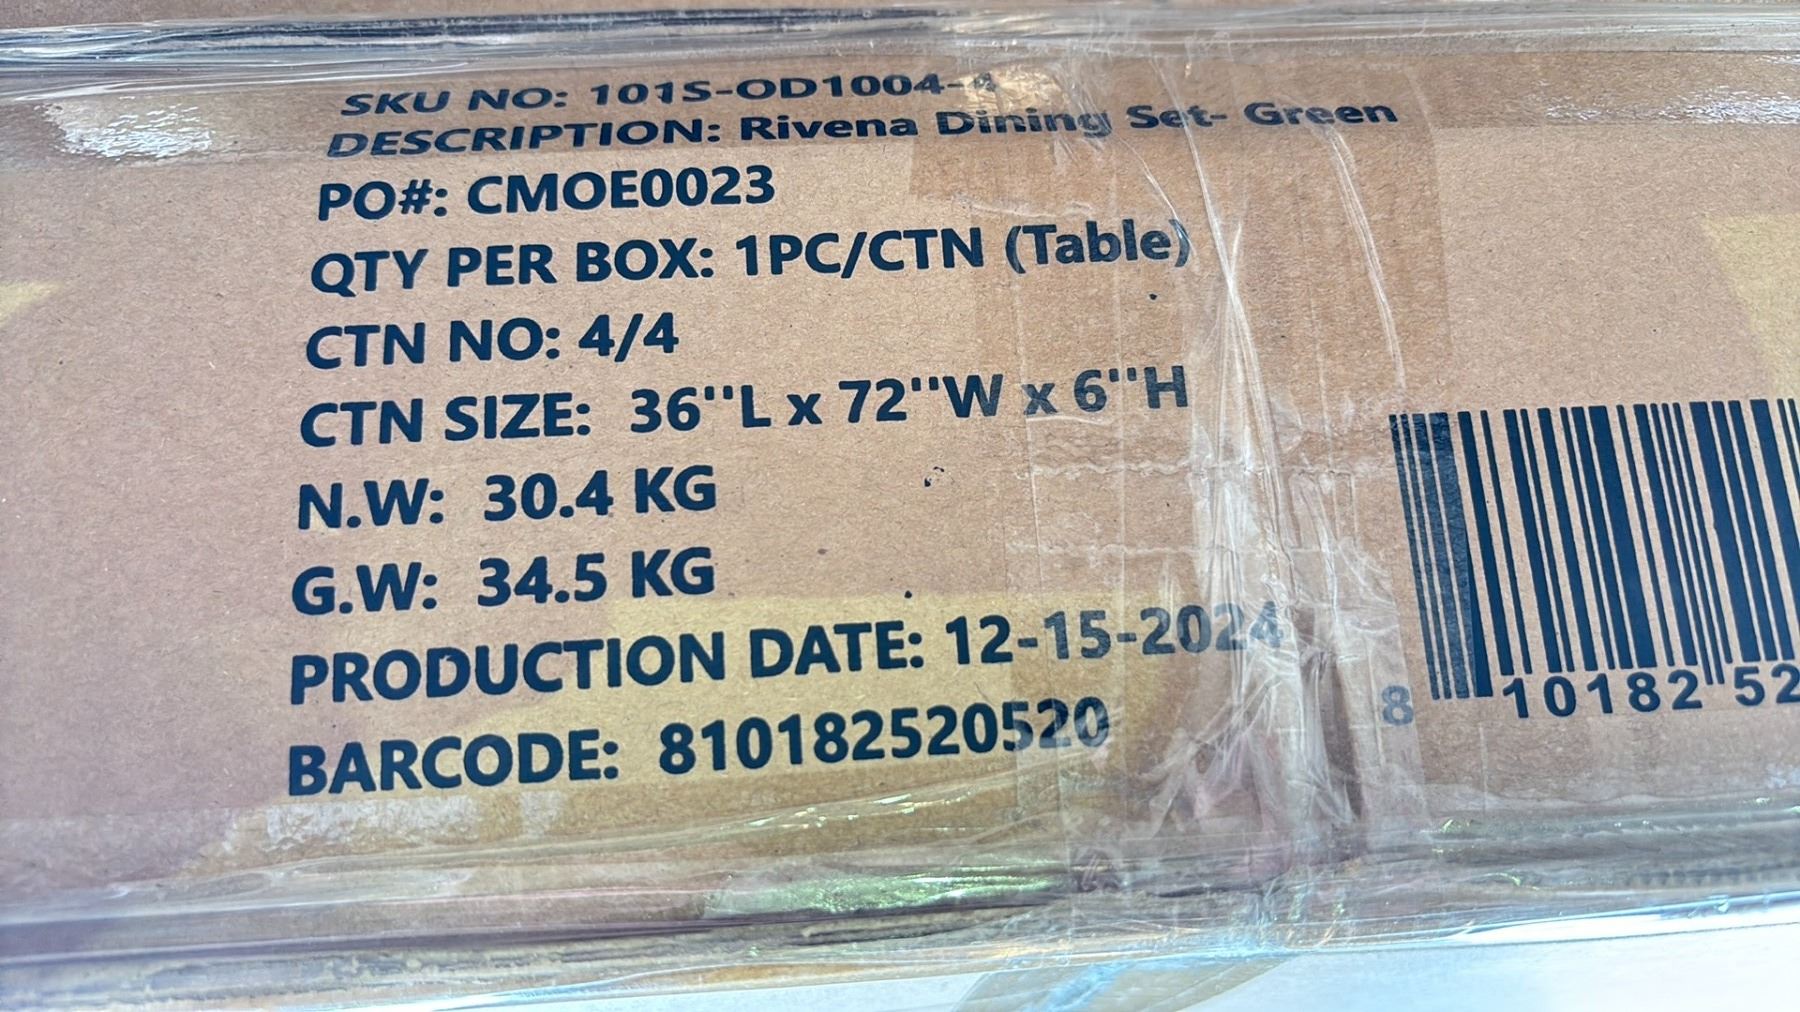 SKU NO: 101S-OD1004-4
DESCRIPTION: Rivena Dining Set- Green
PO#: CMOE0023
QTY PER BOX: 1PC/CTN (Table)
CTN NO: 4/4
CTN SIZE: 36''L x 72''W x 6''H
N.W: 30.4 KG
G.W: 34.5 KG
PRODUCTION DATE: 12-15-2024
BARCODE: 810182520520
8 10182 52